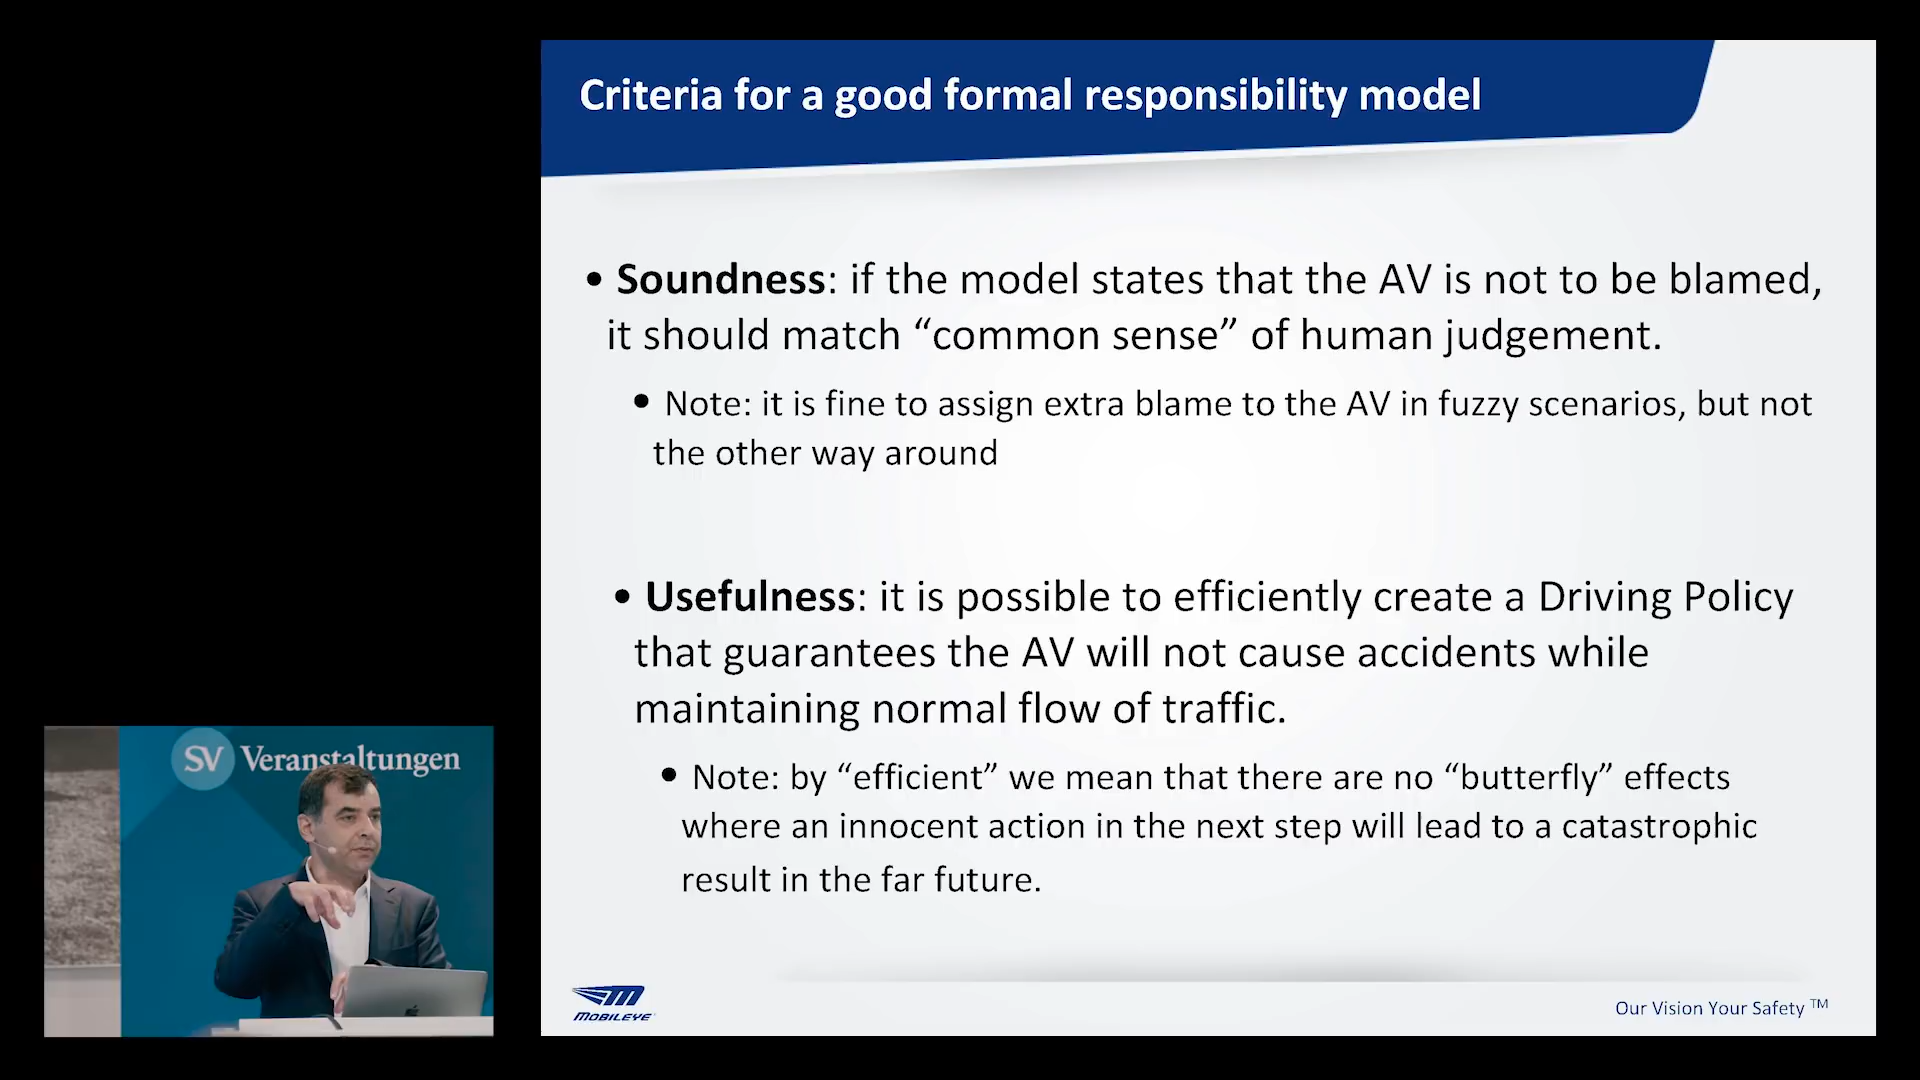 Criteria for a good formal responsibility model
• Soundness: if the model states that the AV is not to be blamed,
it should match “common sense” of human judgement.
• Note: it is fine to assign extra blame to the AV in fuzzy scenarios, but not
the other way around
• Usefulness: it is possible to efficiently create a Driving Policy
that guarantees the AV will not cause accidents while
maintaining normal flow of traffic.
• Note: by “efficient” we mean that there are no “butterfly” effects
where an innocent action in the next step will lead to a catastrophic
result in the far future.
SV Veranstaltungen
MOBILEYE
Our Vision Your Safety TM